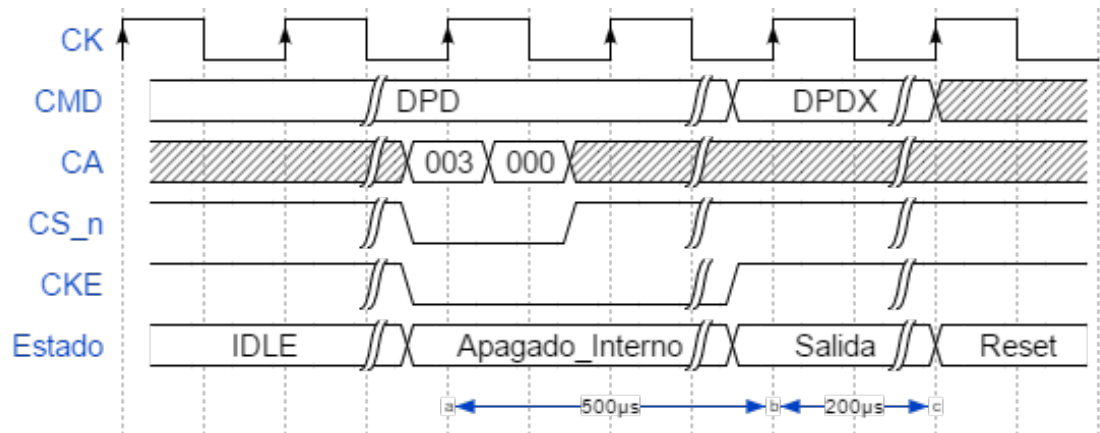 CK
CMD DPD DPDX
CA 003 000
CS_n
CKE
Estado IDLE Apagado_Interno Salida Reset
a 500µs b 200µs c